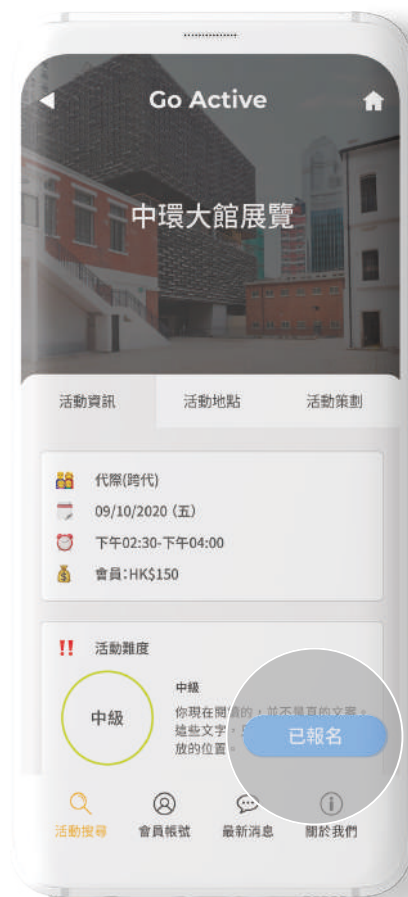 Go Active
中環大館展覽
活動資訊
活動地點
活動策劃
代際(跨代)
09/10/2020 (五)
下午02:30-下午04:00
會員:HK$150
活動難度
中級
中級
你現在閱讀的,並不是真的文案。
這些文字,
放的位置。
已報名
活動搜尋
會員帳號
最新消息
關於我們